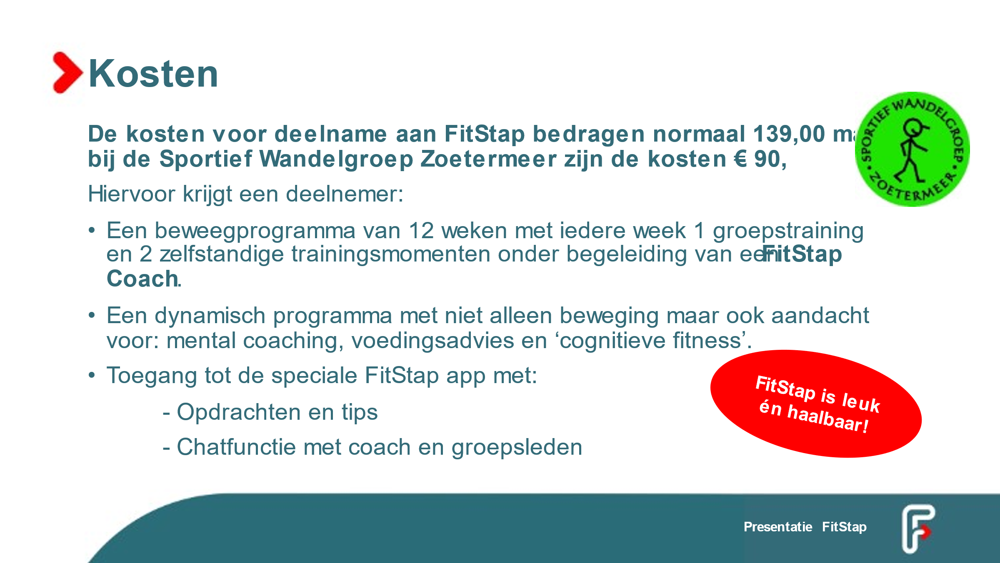 Kosten
De kosten voor deelname aan FitStap bedragen normaal 139,00
bij de Sportief Wandelgroep Zoetermeer zijn de kosten € 90,
SPORTIEF WANDELGROEP
• ZOETERMEER •
Hiervoor krijgt een deelnemer:
• Een beweegprogramma van 12 weken met iedere week 1 groepstraining
en 2 zelfstandige trainingsmomenten onder begeleiding van een FitStap
Coach.
• Een dynamisch programma met niet alleen beweging maar ook aandacht
voor: mental coaching, voedingsadvies en ‘cognitieve fitness’.
• Toegang tot de speciale FitStap app met:
- Opdrachten en tips
- Chatfunctie met coach en groepsleden
FitStap is leuk
én haalbaar!
Presentatie FitStap